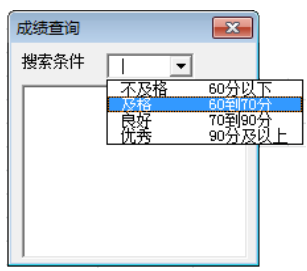 成绩查询
搜索条件
不及格 60分以下
及格 60到70分
良好 70到90分
优秀 90分及以上